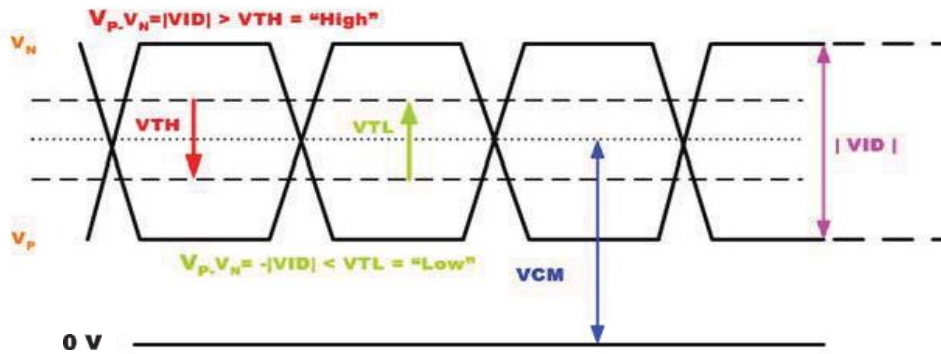 VP-VN=|VID| > VTH = “High”
VN
VTH
VTL
| VID |
VP
VP-VN= -|VID| < VTL = “Low”
VCM
0 V